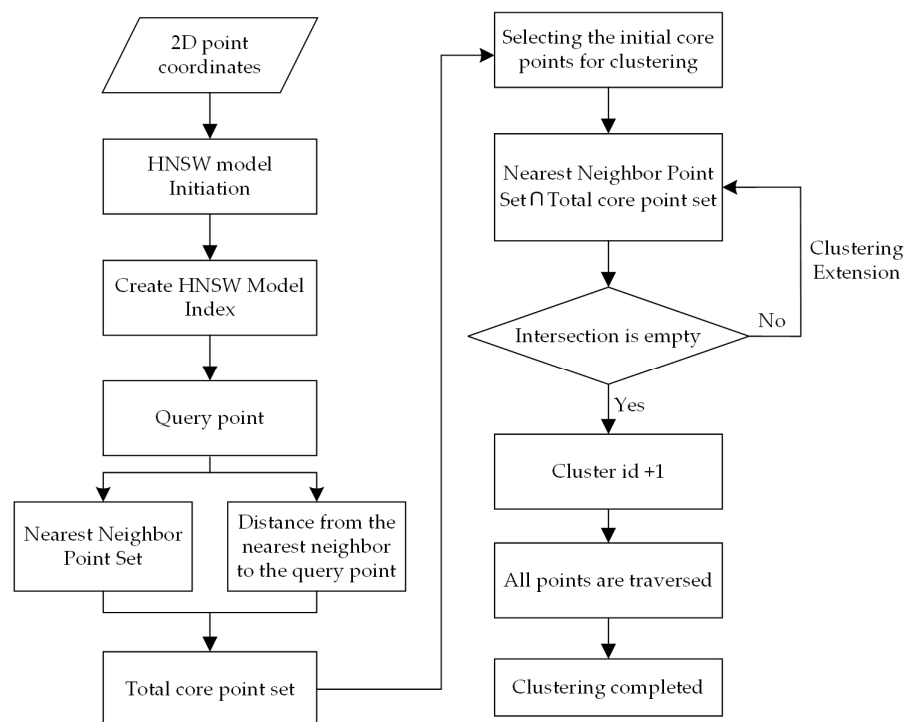 2D point
coordinates
HNSW model
Initiation
Create HNSW Model
Index
Query point
Nearest Neighbor
Point Set
Distance from the
nearest neighbor
to the query point
Total core point set
Selecting the initial core
points for clustering
Nearest Neighbor Point
Set∩Total core point set
Clustering
Extension
Intersection is empty
No
Yes
Cluster id +1
All points are traversed
Clustering completed